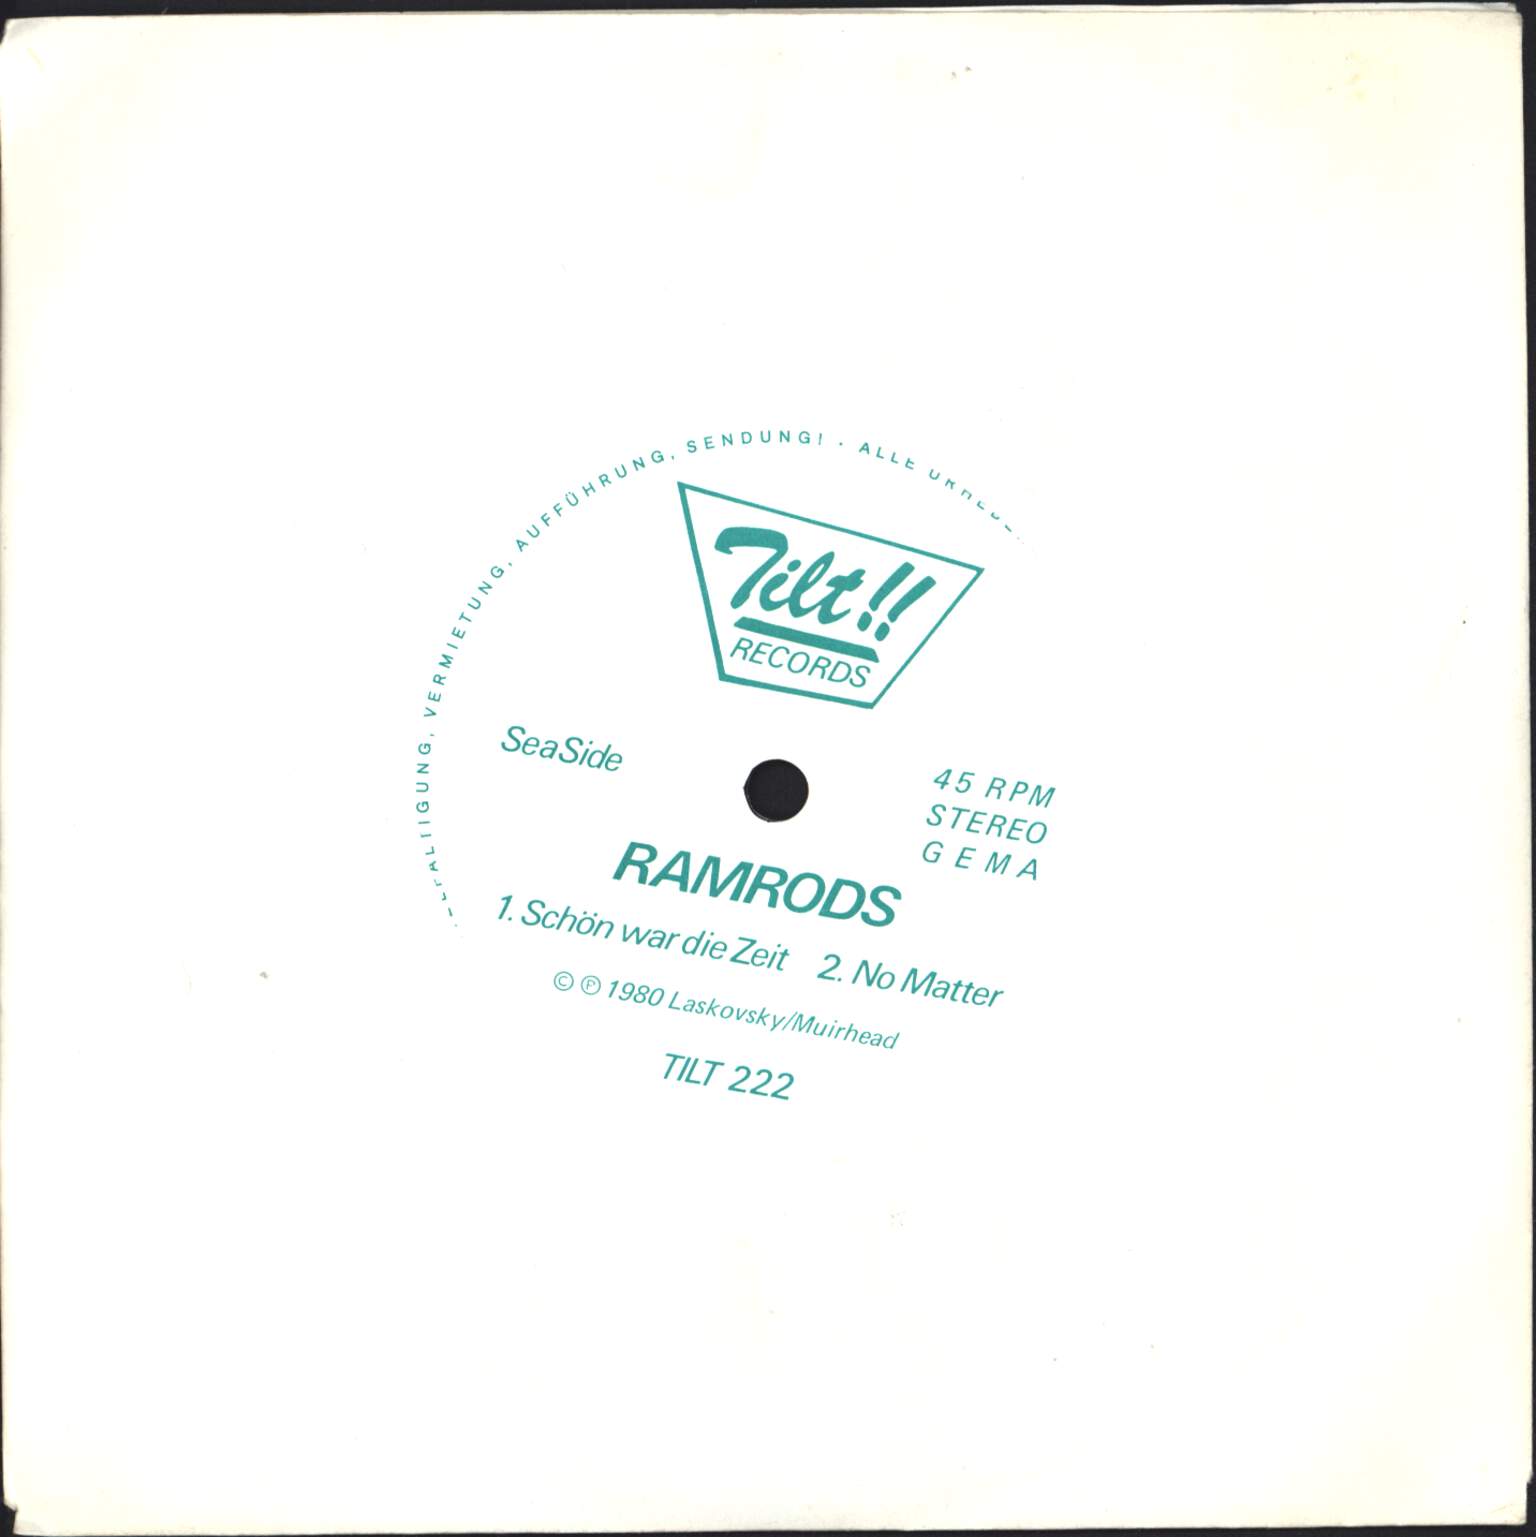 VERMIETUNG, AUFFÜHRUNG, SENDUNG! · ALLE
Tilt!!
RECORDS
SeaSide
45 RPM
STEREO
GEMA
RAMRODS
1. Schön war die Zeit 2. No Matter
© ℗ 1980 Laskovsky/Muirhead
TILT 222